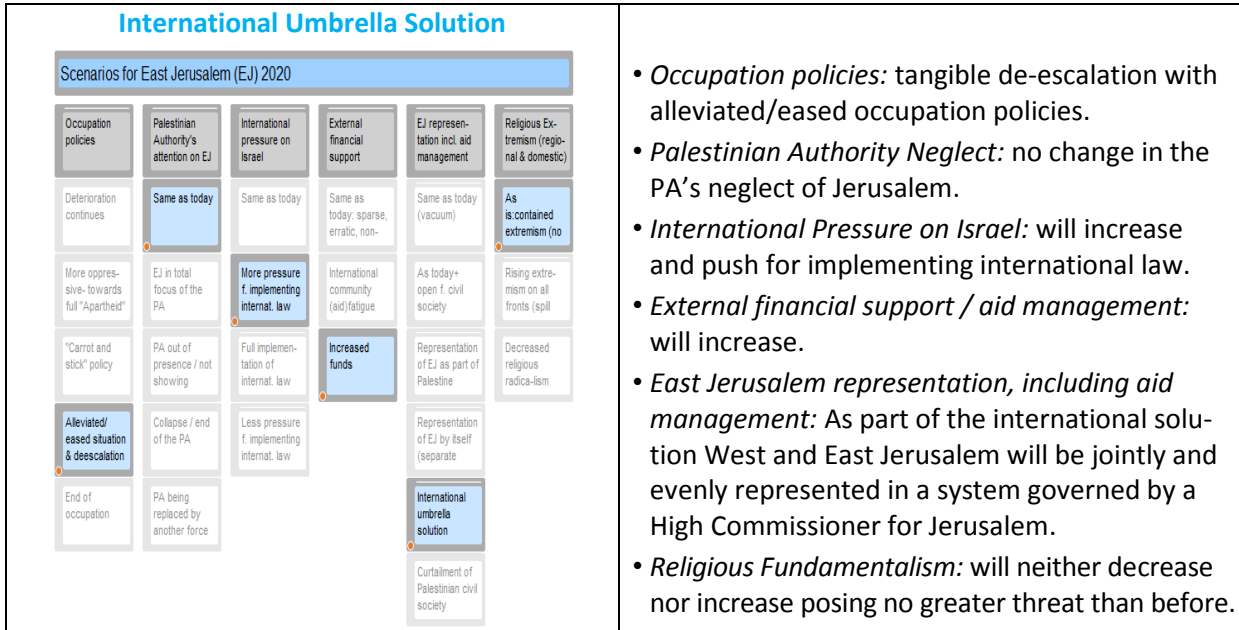 International Umbrella Solution
Scenarios for East Jerusalem (EJ) 2020
Occupation
policies
Palestinian
Authority's
attention on EJ
International
pressure on
Israel
External
financial
support
EJ represen-
tation incl. aid
management
Religious Ex-
tremism (regio-
nal & domestic)
Deterioration
continues
Same as today
Same as today
Same as
today: sparse,
erratic, non-
Same as today
(vacuum)
As
is:contained
extremism (no
More oppres-
sive- towards
full "Apartheid"
EJ in total
focus of the
PA
More pressure
f. implementing
internat. law
International
community
(aid)fatigue
As today+
open f. civil
society
Rising extre-
mism on all
fronts (spill
"Carrot and
stick" policy
PA out of
presence / not
showing
Full implemen-
tation of
internat. law
Increased
funds
Representation
of EJ as part of
Palestine
Decreased
religious
radica-lism
Alleviated/
eased situation
& deescalation
Collapse / end
of the PA
Less pressure
f. implementing
internat. law
Representation
of EJ by itself
(separate
End of
occupation
PA being
replaced by
another force
International
umbrella
solution
Curtailment of
Palestinian civil
society
• Occupation policies: tangible de-escalation with
alleviated/eased occupation policies.
• Palestinian Authority Neglect: no change in the
PA's neglect of Jerusalem.
• International Pressure on Israel: will increase
and push for implementing international law.
• External financial support / aid management:
will increase.
• East Jerusalem representation, including aid
management: As part of the international solu-
tion West and East Jerusalem will be jointly and
evenly represented in a system governed by a
High Commissioner for Jerusalem.
• Religious Fundamentalism: will neither decrease
nor increase posing no greater threat than before.